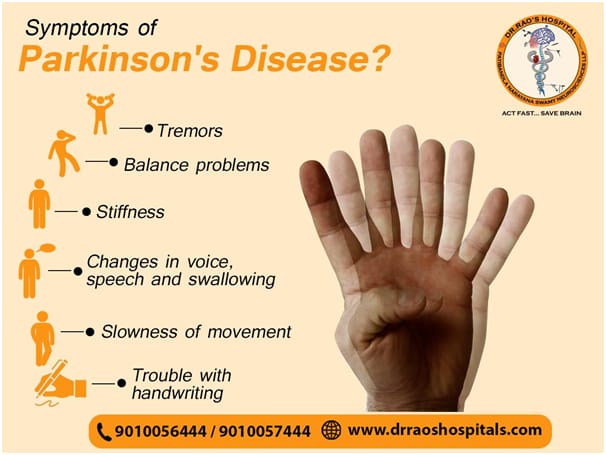 Symptoms of
Parkinson's Disease?
DR.RAO'S HOSPITAL
ACT FAST... SAVE BRAIN
Tremors
Balance problems
Stiffness
Changes in voice,
speech and swallowing
Slowness of movement
Trouble with
handwriting
9010056444 / 9010057444 www.drraoshospitals.com